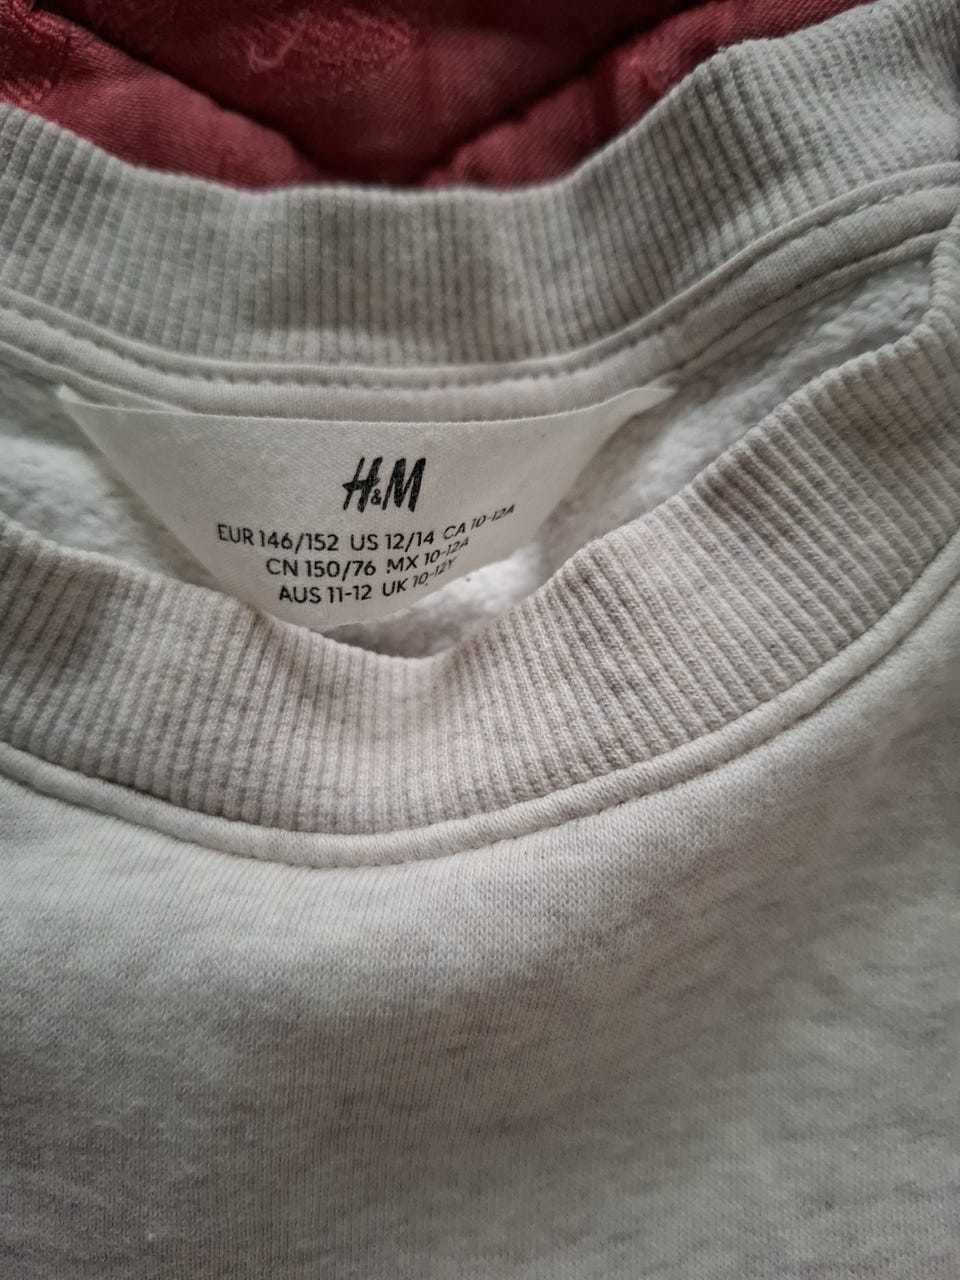 H&M
EUR 146/152 US 12/14 CA 10-12A
CN 150/76 MX 10-12A
AUS 11-12 UK 10-12Y